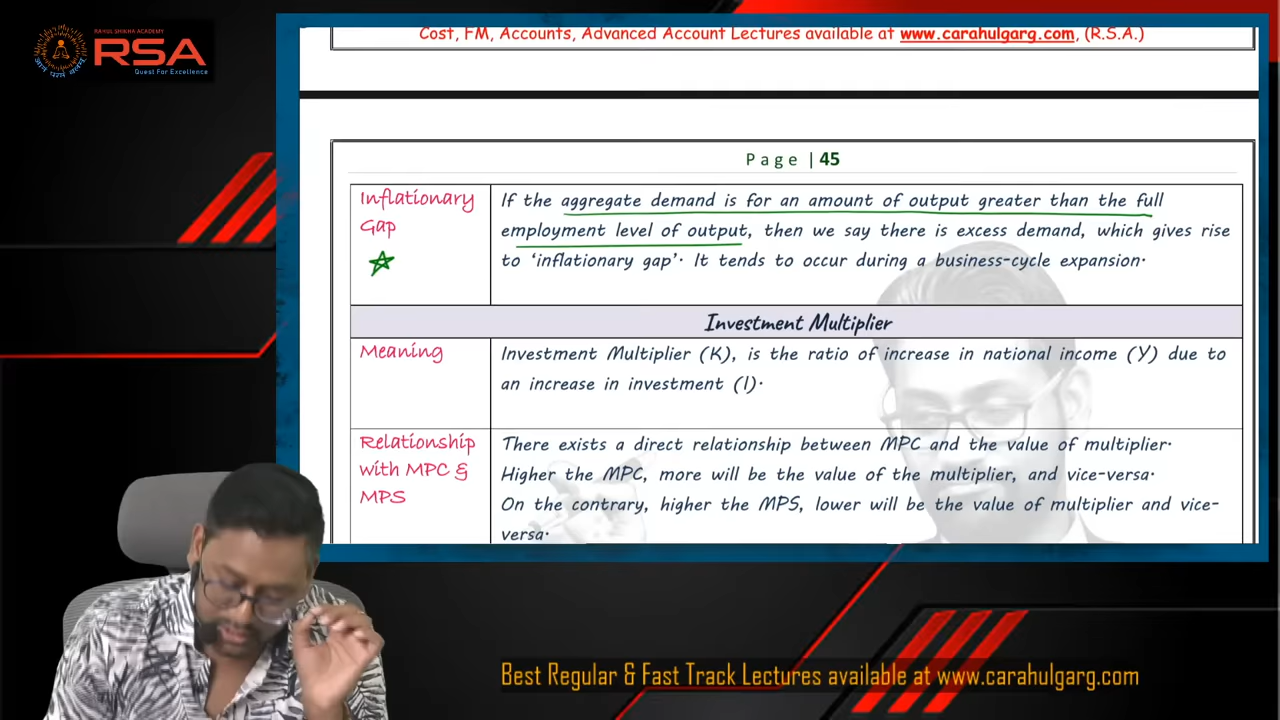 RAHUL SHIKHA ACADEMY
RSA
Quest For Excellence
Cost, FM, Accounts, Advanced Account Lectures available at www.carahulgarg.com, (R.S.A.)
Page | 45
Inflationary
Gap
If the aggregate demand is for an amount of output greater than the full
employment level of output, then we say there is excess demand, which gives rise
to ‘inflationary gap’. It tends to occur during a business-cycle expansion.
Investment Multiplier
Meaning
Investment Multiplier (K), is the ratio of increase in national income (Y) due to
an increase in investment (I).
Relationship
with MPC &
MPS
There exists a direct relationship between MPC and the value of multiplier.
Higher the MPC, more will be the value of the multiplier, and vice-versa.
On the contrary, higher the MPS, lower will be the value of multiplier and vice-
versa.
Best Regular & Fast Track Lectures available at www.carahulgarg.com